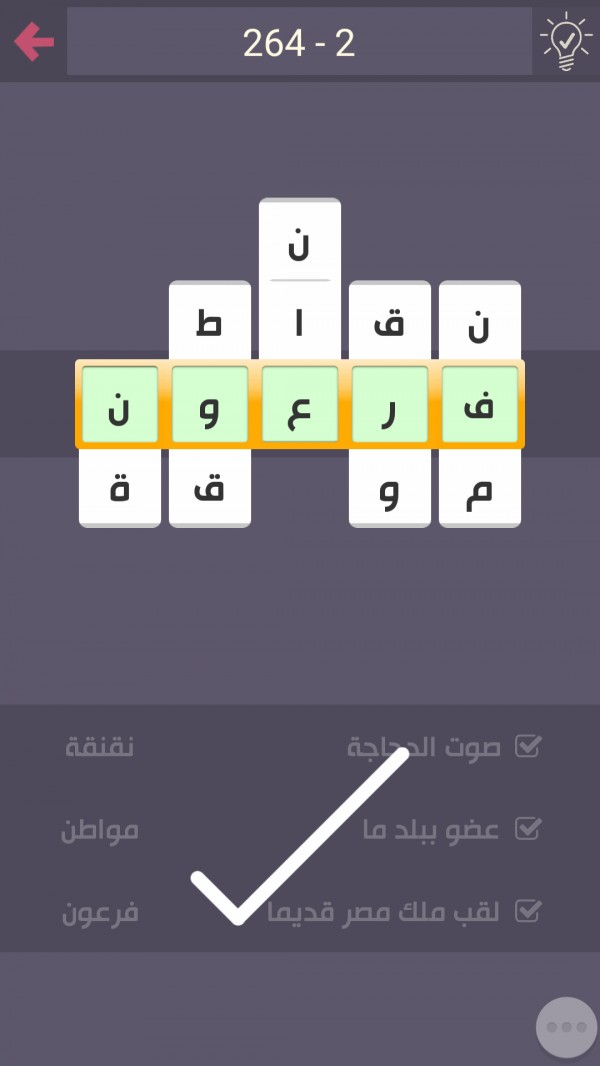 264 - 2
ن
ط ا ق ن
ن و ع ر ف
ة ق و م
صوت الدجاجة نقنقة
عضو ببلد ما مواطن
لقب ملك مصر قديما فرعون